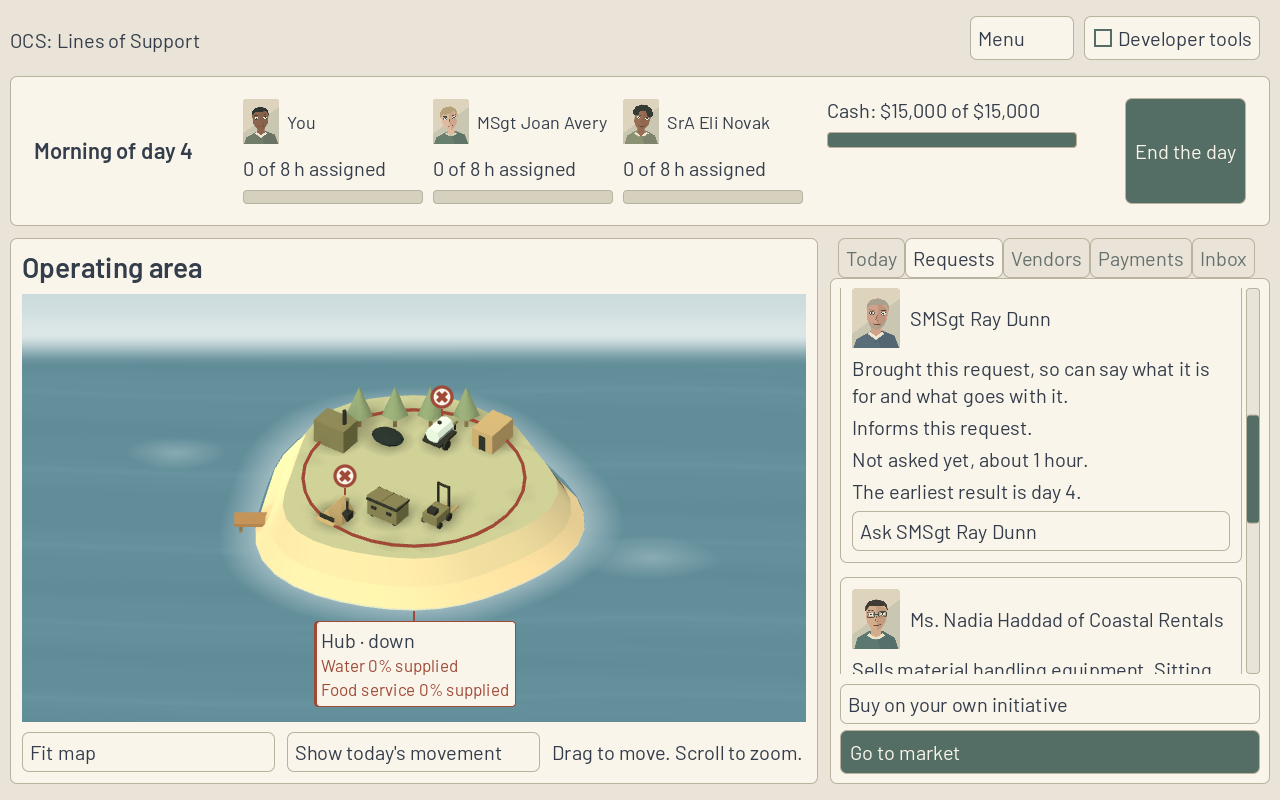 OCS: Lines of Support
Menu
Developer tools
Morning of day 4
You
0 of 8 h assigned
MSgt Joan Avery
0 of 8 h assigned
SrA Eli Novak
0 of 8 h assigned
Cash: $15,000 of $15,000
End the day
Operating area
Hub · down
Water 0% supplied
Food service 0% supplied
Fit map
Show today's movement
Drag to move. Scroll to zoom.
Today
Requests
Vendors
Payments
Inbox
SMSgt Ray Dunn
Brought this request, so can say what it is
for and what goes with it.
Informs this request.
Not asked yet, about 1 hour.
The earliest result is day 4.
Ask SMSgt Ray Dunn
Ms. Nadia Haddad of Coastal Rentals
Sells material handling equipment. Sitting
Buy on your own initiative
Go to market